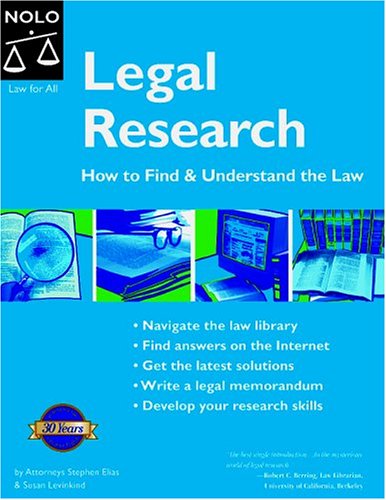 NOLO
Law for All
Legal
Research
How to Find & Understand the Law
• Navigate the law library
• Find answers on the Internet
• Get the latest solutions
• Write a legal memorandum
• Develop your research skills
30 Years
by Attorneys Stephen Elias
& Susan Levinkind
"The best single introduction... to the mysterious
world of legal research
—Robert C. Berring, Law Librarian,
University of California, Berkeley